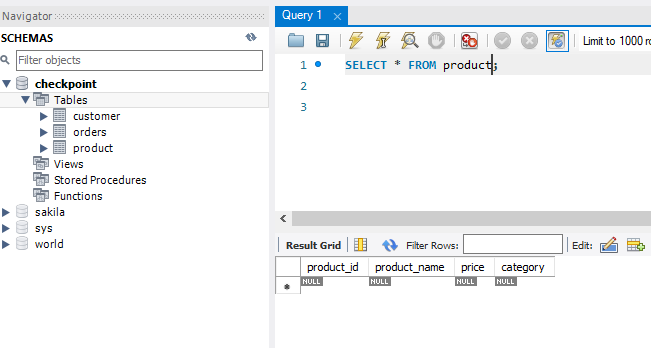 Navigator
SCHEMAS
Filter objects
checkpoint
Tables
customer
orders
product
Views
Stored Procedures
Functions
sakila
sys
world
Query 1
Limit to 1000
1 SELECT * FROM product;
2
3
Result Grid Filter Rows: Edit:
product_id product_name price category
NULL NULL NULL NULL